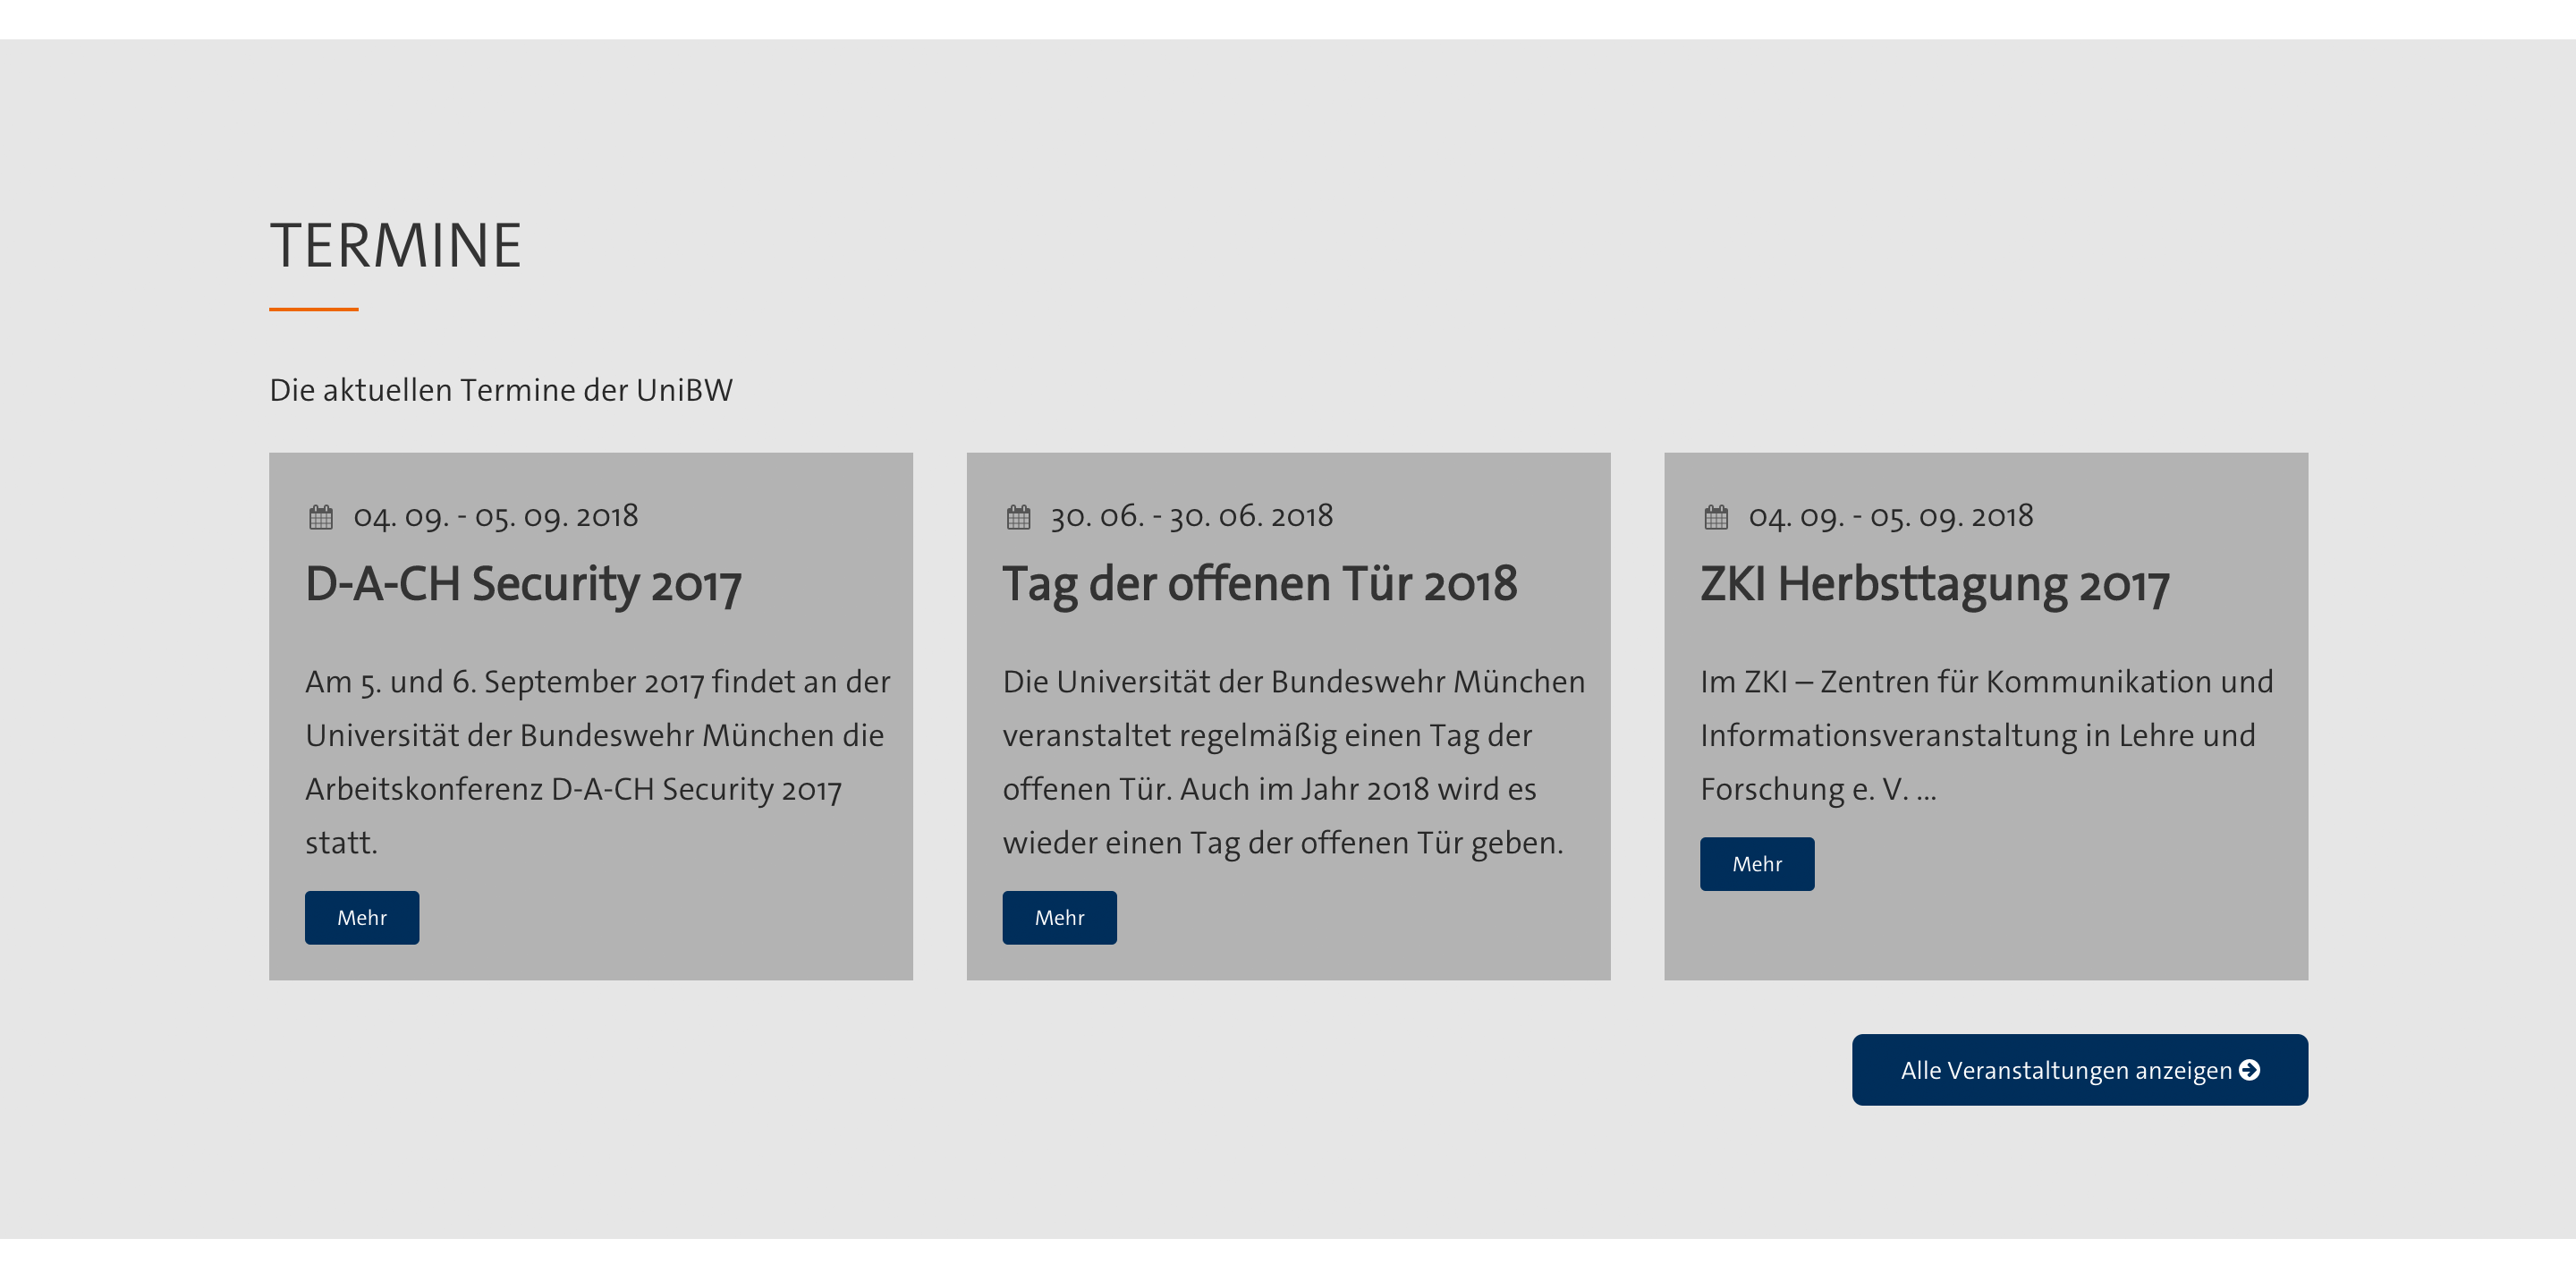 TERMINE
Die aktuellen Termine der UniBW
04. 09. - 05. 09. 2018
D-A-CH Security 2017
Am 5. und 6. September 2017 findet an der
Universität der Bundeswehr München die
Arbeitskonferenz D-A-CH Security 2017
statt.
Mehr
30. 06. - 30. 06. 2018
Tag der offenen Tür 2018
Die Universität der Bundeswehr München
veranstaltet regelmäßig einen Tag der
offenen Tür. Auch im Jahr 2018 wird es
wieder einen Tag der offenen Tür geben.
Mehr
04. 09. - 05. 09. 2018
ZKI Herbsttagung 2017
Im ZKI – Zentren für Kommunikation und
Informationsveranstaltung in Lehre und
Forschung e. V. ...
Mehr
Alle Veranstaltungen anzeigen